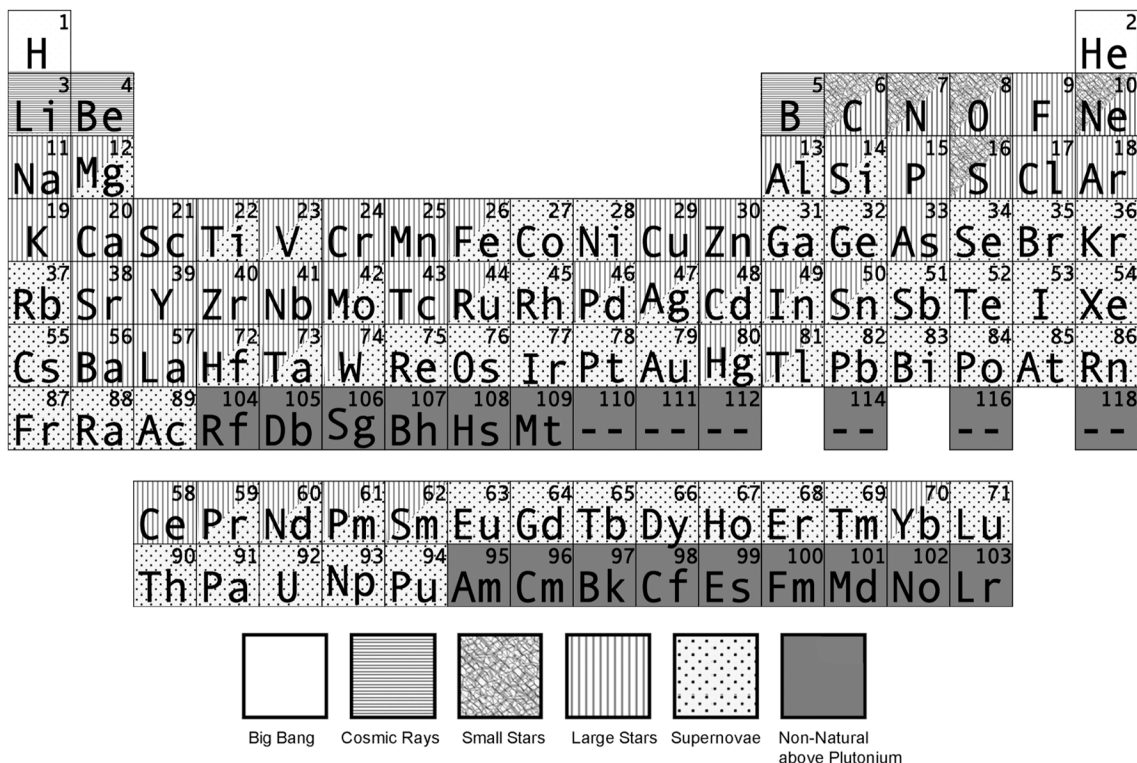 1 2
H He
3 4 5 6 7 8 9 10
Li Be B C N O F Ne
11 12 13 14 15 16 17 18
Na Mg Al Si P S Cl Ar
19 20 21 22 23 24 25 26 27 28 29 30 31 32 33 34 35 36
K Ca Sc Ti V Cr Mn Fe Co Ni Cu Zn Ga Ge As Se Br Kr
37 38 39 40 41 42 43 44 45 46 47 48 49 50 51 52 53 54
Rb Sr Y Zr Nb Mo Tc Ru Rh Pd Ag Cd In Sn Sb Te I Xe
55 56 57 72 73 74 75 76 77 78 79 80 81 82 83 84 85 86
Cs Ba La Hf Ta W Re Os Ir Pt Au Hg Tl Pb Bi Po At Rn
87 88 89 104 105 106 107 108 109 110 111 112 114 116 118
Fr Ra Ac Rf Db Sg Bh Hs Mt -- -- -- -- -- --
58 59 60 61 62 63 64 65 66 67 68 69 70 71
Ce Pr Nd Pm Sm Eu Gd Tb Dy Ho Er Tm Yb Lu
90 91 92 93 94 95 96 97 98 99 100 101 102 103
Th Pa U Np Pu Am Cm Bk Cf Es Fm Md No Lr
Big Bang Cosmic Rays Small Stars Large Stars Supernovae Non-Natural
above Plutonium